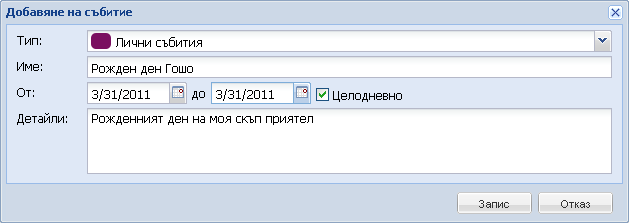 Добавяне на събитие
Тип: Лични събития
Име: Рожден ден Гошо
От: 3/31/2011 до 3/31/2011 Целодневно
Детайли: Рожденният ден на моя скъп приятел
Запис Отказ